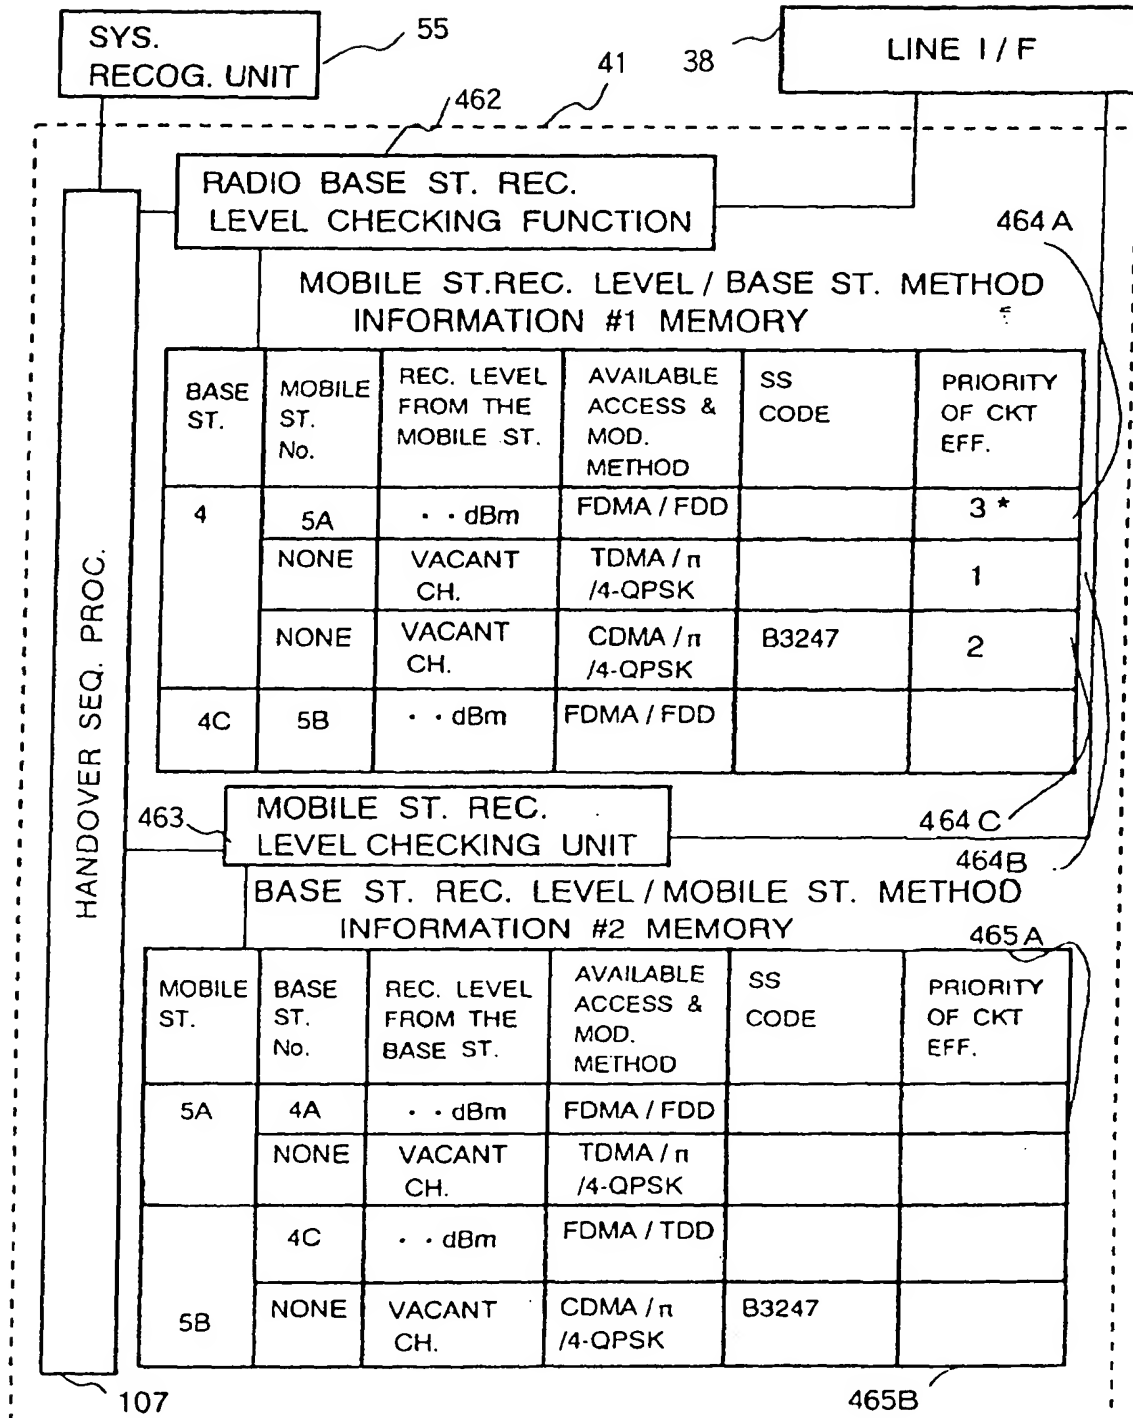 SYS.
RECOG. UNIT
55
38
LINE I / F
41
462
RADIO BASE ST. REC.
LEVEL CHECKING FUNCTION
464A
MOBILE ST.REC. LEVEL / BASE ST. METHOD
INFORMATION #1 MEMORY
BASE
ST.
MOBILE
ST.
No.
REC. LEVEL
FROM THE
MOBILE ST.
AVAILABLE
ACCESS &
MOD.
METHOD
SS
CODE
PRIORITY
OF CKT
EFF.
4
5A
・・dBm
FDMA / FDD
3 *
NONE
VACANT
CH.
TDMA / π
/4-QPSK
1
NONE
VACANT
CH.
CDMA / π
/4-QPSK
B3247
2
4C
5B
・・dBm
FDMA / FDD
HANDOVER SEQ. PROC.
463
MOBILE ST. REC.
LEVEL CHECKING UNIT
464C
464B
BASE ST. REC. LEVEL / MOBILE ST. METHOD
INFORMATION #2 MEMORY
465A
MOBILE
ST.
BASE
ST.
No.
REC. LEVEL
FROM THE
BASE ST.
AVAILABLE
ACCESS &
MOD.
METHOD
SS
CODE
PRIORITY
OF CKT
EFF.
5A
4A
・・dBm
FDMA / FDD
NONE
VACANT
CH.
TDMA / π
/4-QPSK
4C
・・dBm
FDMA / TDD
5B
NONE
VACANT
CH.
CDMA / π
/4-QPSK
B3247
107
465B